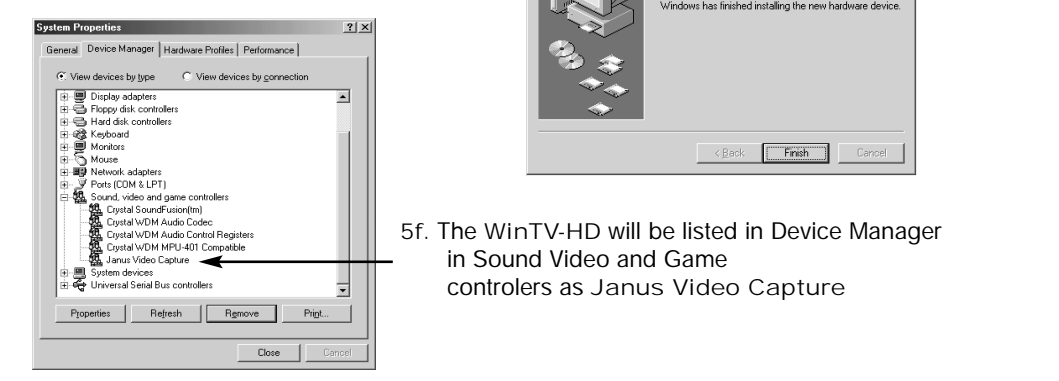 System Properties
General Device Manager Hardware Profiles Performance
View devices by type View devices by connection
Display adapters
Floppy disk controllers
Hard disk controllers
Keyboard
Monitors
Mouse
Network adapters
Ports (COM & LPT)
Sound, video and game controllers
Crystal SoundFusion(tm)
Crystal WDM Audio Codec
Crystal WDM Audio Control Registers
Crystal WDM MPU-401 Compatible
Janus Video Capture
System devices
Universal Serial Bus controllers
Properties Refresh Remove Print...
Close Cancel
Windows has finished installing the new hardware device.
< Back Finish Cancel
5f. The WinTV-HD will be listed in Device Manager
in Sound Video and Game
controlers as Janus Video Capture